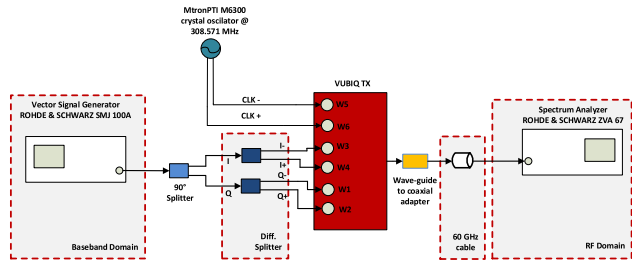 MtronPTI M6300
crystal oscilator @
308.571 MHz
VUBIQ TX
Vector Signal Generator
ROHDE & SCHWARZ SMJ 100A
Spectrum Analyzer
ROHDE & SCHWARZ ZVA 67
CLK -
W5
CLK +
W6
I-
W3
I
I+
W4
Q-
W1
Q
Q+
W2
90°
Splitter
Wave-guide
to coaxial
adapter
Diff.
Splitter
60 GHz
cable
Baseband Domain
RF Domain